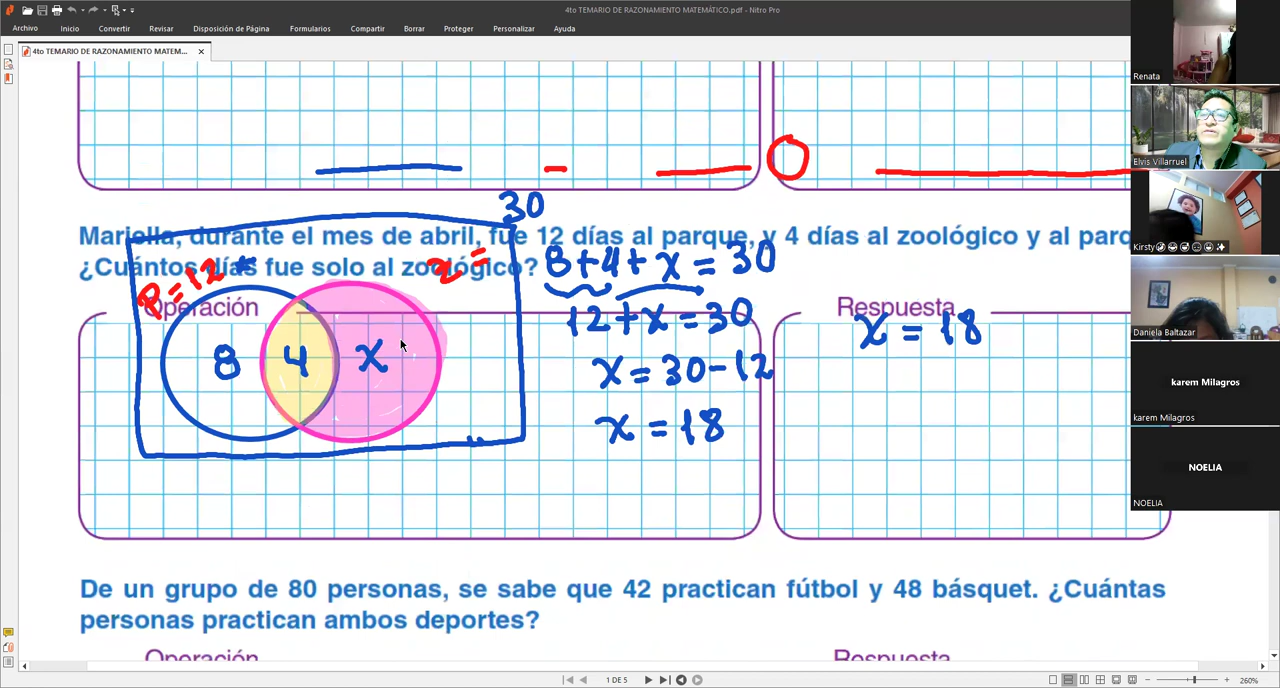 4to TEMARIO DE RAZONAMIENTO MATEMÁTICO.pdf - Nitro Pro
Archivo Inicio Convertir Revisar Disposición de Página Formularios Compartir Borrar Proteger Personalizar Ayuda
4to TEMARIO DE RAZONAMIENTO MATEM...
Renata
Elvis Villarruel
Kirsty
Daniela Baltazar
karem Milagros
karem Milagros
NOELIA
NOELIA
30
Mariella, durante el mes de abril, fue 12 días al parque, y 4 días al zoológico y al parq
¿Cuántos días fue solo al zoológico?
P=12
z=
8+4+x=30
Operación
Respuesta
12+x=30
x=18
8 4 x
x=30-12
x=18
De un grupo de 80 personas, se sabe que 42 practican fútbol y 48 básquet. ¿Cuántas
personas practican ambos deportes?
Operación
Respuesta
1 DE 5
260%